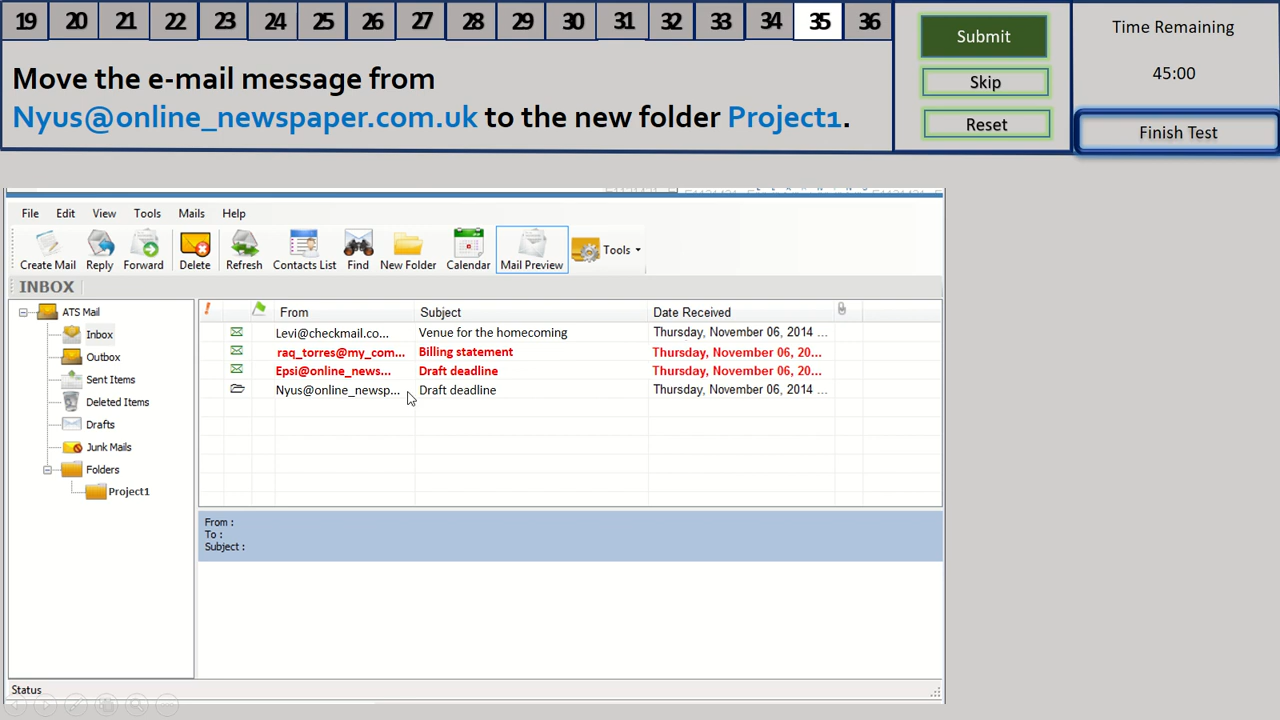 19 20 21 22 23 24 25 26 27 28 29 30 31 32 33 34 35 36
Submit
Skip
Reset
Time Remaining
45:00
Finish Test
Move the e-mail message from
Nyus@online_newspaper.com.uk to the new folder Project1.
File Edit View Tools Mails Help
Create Mail Reply Forward Delete Refresh Contacts List Find New Folder Calendar Mail Preview Tools
INBOX
ATS Mail
Inbox
Outbox
Sent Items
Deleted Items
Drafts
Junk Mails
Folders
Project1
! From Subject Date Received
Levi@checkmail.co... Venue for the homecoming Thursday, November 06, 2014 ...
raq_torres@my_com... Billing statement Thursday, November 06, 20...
Epsi@online_news... Draft deadline Thursday, November 06, 20...
Nyus@online_newsp... Draft deadline Thursday, November 06, 2014 ...
From :
To :
Subject :
Status